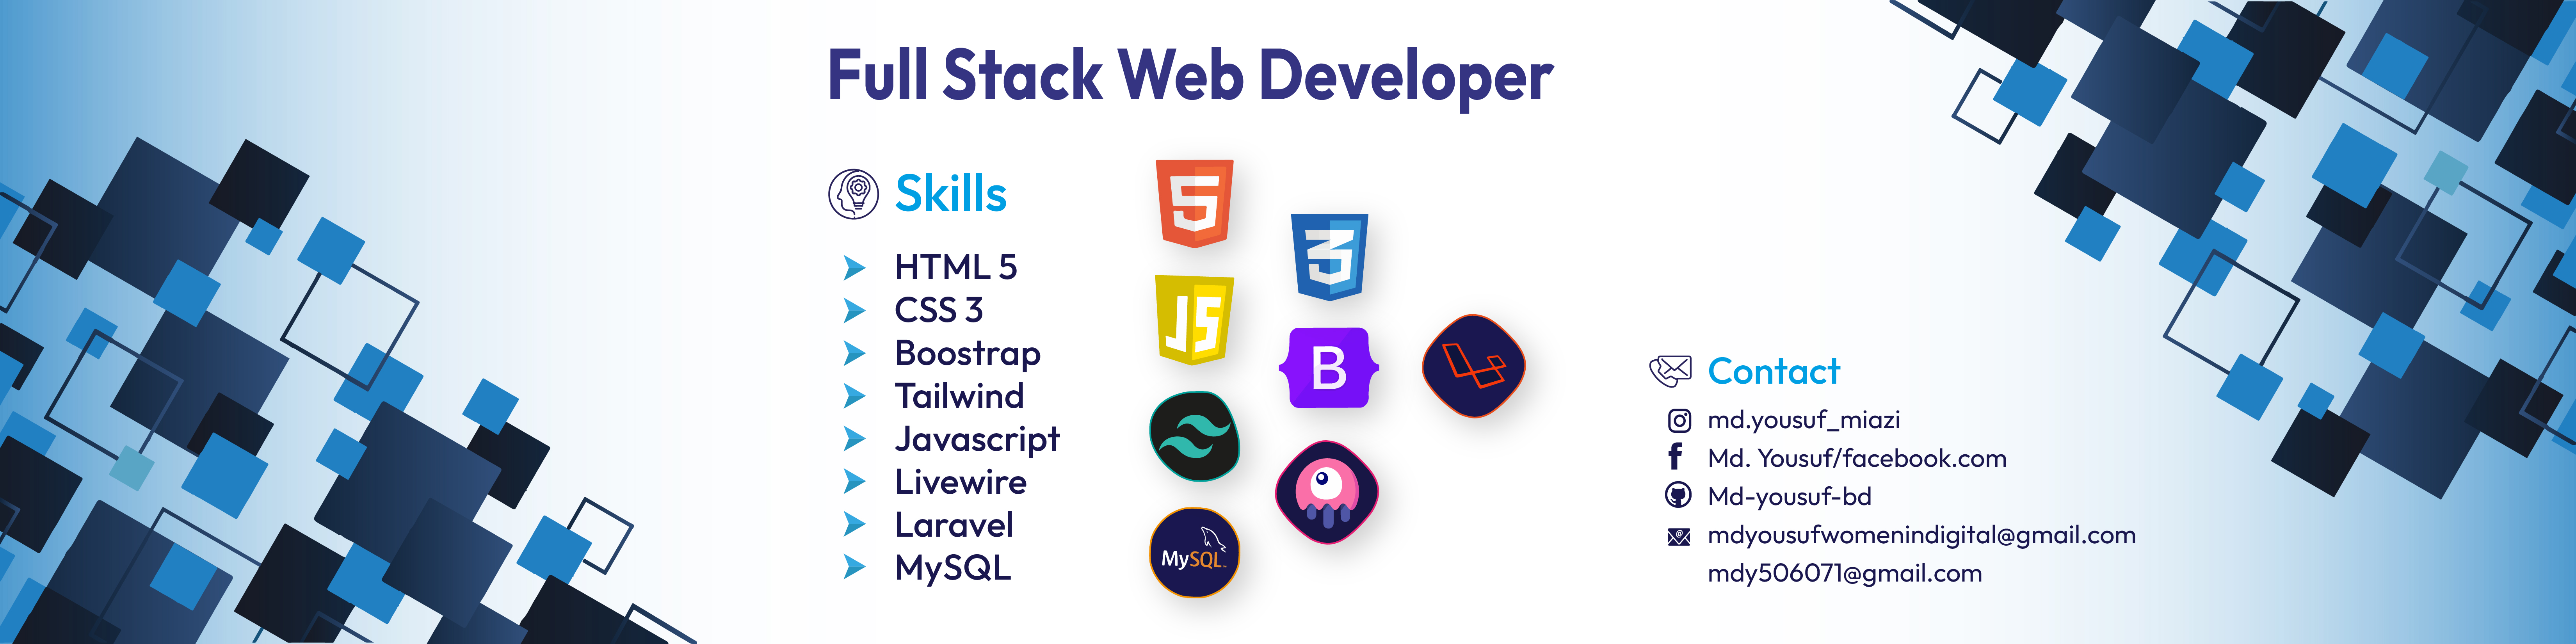 Full Stack Web Developer
Skills
HTML 5
CSS 3
Boostrap
Tailwind
Javascript
Livewire
Laravel
MySQL
5
3
JS
B
MySQL
Contact
md.yousuf_miazi
Md. Yousuf/facebook.com
Md-yousuf-bd
mdyousufwomenindigital@gmail.com
mdy506071@gmail.com